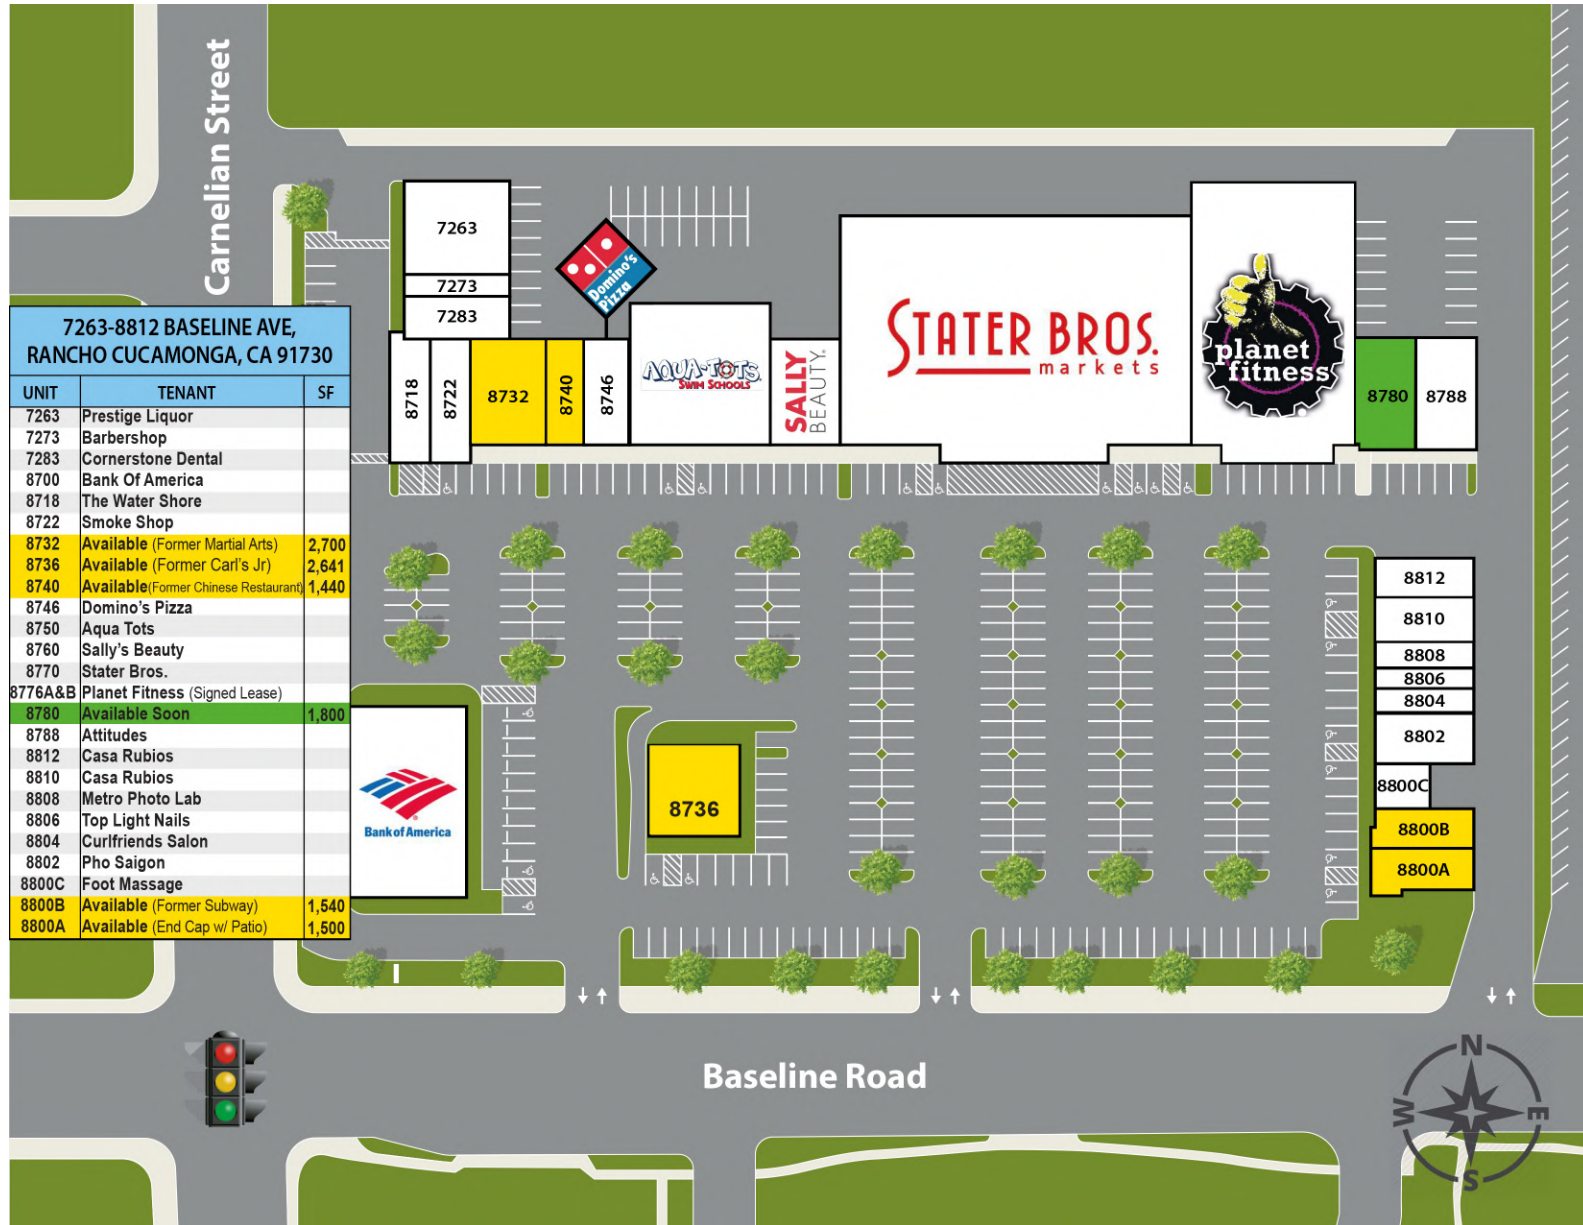 Carnelian Street
7263
7273
7283
Domino's
Pizza
8718
8722
8732
8740
8746
AQUA-TOTS
SWIM SCHOOLS
SALLY
BEAUTY.
STATER BROS.
markets
planet
fitness
8780
8788
7263-8812 BASELINE AVE,
RANCHO CUCAMONGA, CA 91730
UNIT TENANT SF
7263 Prestige Liquor
7273 Barbershop
7283 Cornerstone Dental
8700 Bank Of America
8718 The Water Shore
8722 Smoke Shop
8732 Available (Former Martial Arts) 2,700
8736 Available (Former Carl's Jr) 2,641
8740 Available(Former Chinese Restaurant) 1,440
8746 Domino's Pizza
8750 Aqua Tots
8760 Sally's Beauty
8770 Stater Bros.
8776A&B Planet Fitness (Signed Lease)
8780 Available Soon 1,800
8788 Attitudes
8812 Casa Rubios
8810 Casa Rubios
8808 Metro Photo Lab
8806 Top Light Nails
8804 Curlfriends Salon
8802 Pho Saigon
8800C Foot Massage
8800B Available (Former Subway) 1,540
8800A Available (End Cap w/ Patio) 1,500
Bank of America
8736
8812
8810
8808
8806
8804
8802
8800C
8800B
8800A
Baseline Road
N
W
E
S